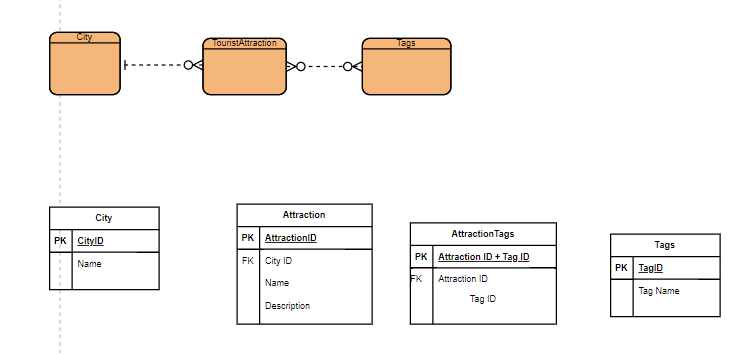 City
TouristAttraction
Tags
City
PK CityID
Name
Attraction
PK AttractionID
FK City ID
Name
Description
AttractionTags
PK Attraction ID + Tag ID
FK Attraction ID
Tag ID
Tags
PK TagID
Tag Name